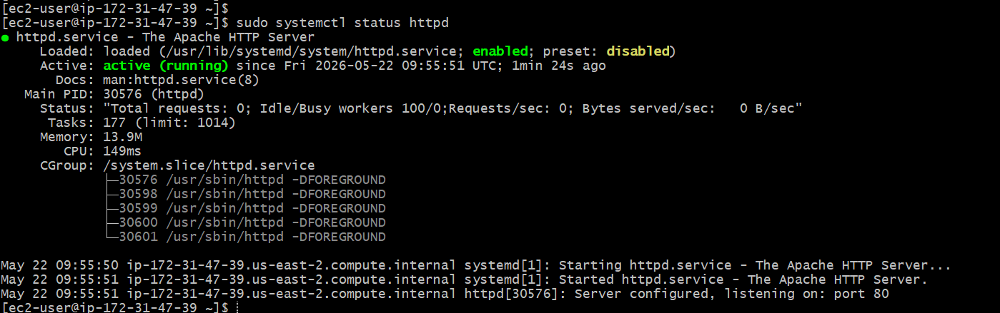 [ec2-user@ip-172-31-47-39 ~]$
[ec2-user@ip-172-31-47-39 ~]$ sudo systemctl status httpd
● httpd.service - The Apache HTTP Server
     Loaded: loaded (/usr/lib/systemd/system/httpd.service; enabled; preset: disabled)
     Active: active (running) since Fri 2026-05-22 09:55:51 UTC; 1min 24s ago
       Docs: man:httpd.service(8)
   Main PID: 30576 (httpd)
     Status: "Total requests: 0; Idle/Busy workers 100/0;Requests/sec: 0; Bytes served/sec:   0 B/sec"
      Tasks: 177 (limit: 1014)
     Memory: 13.9M
        CPU: 149ms
     CGroup: /system.slice/httpd.service
             ├─30576 /usr/sbin/httpd -DFOREGROUND
             ├─30598 /usr/sbin/httpd -DFOREGROUND
             ├─30599 /usr/sbin/httpd -DFOREGROUND
             ├─30600 /usr/sbin/httpd -DFOREGROUND
             └─30601 /usr/sbin/httpd -DFOREGROUND
May 22 09:55:50 ip-172-31-47-39.us-east-2.compute.internal systemd[1]: Starting httpd.service - The Apache HTTP Server...
May 22 09:55:51 ip-172-31-47-39.us-east-2.compute.internal systemd[1]: Started httpd.service - The Apache HTTP Server.
May 22 09:55:51 ip-172-31-47-39.us-east-2.compute.internal httpd[30576]: Server configured, listening on: port 80
[ec2-user@ip-172-31-47-39 ~]$